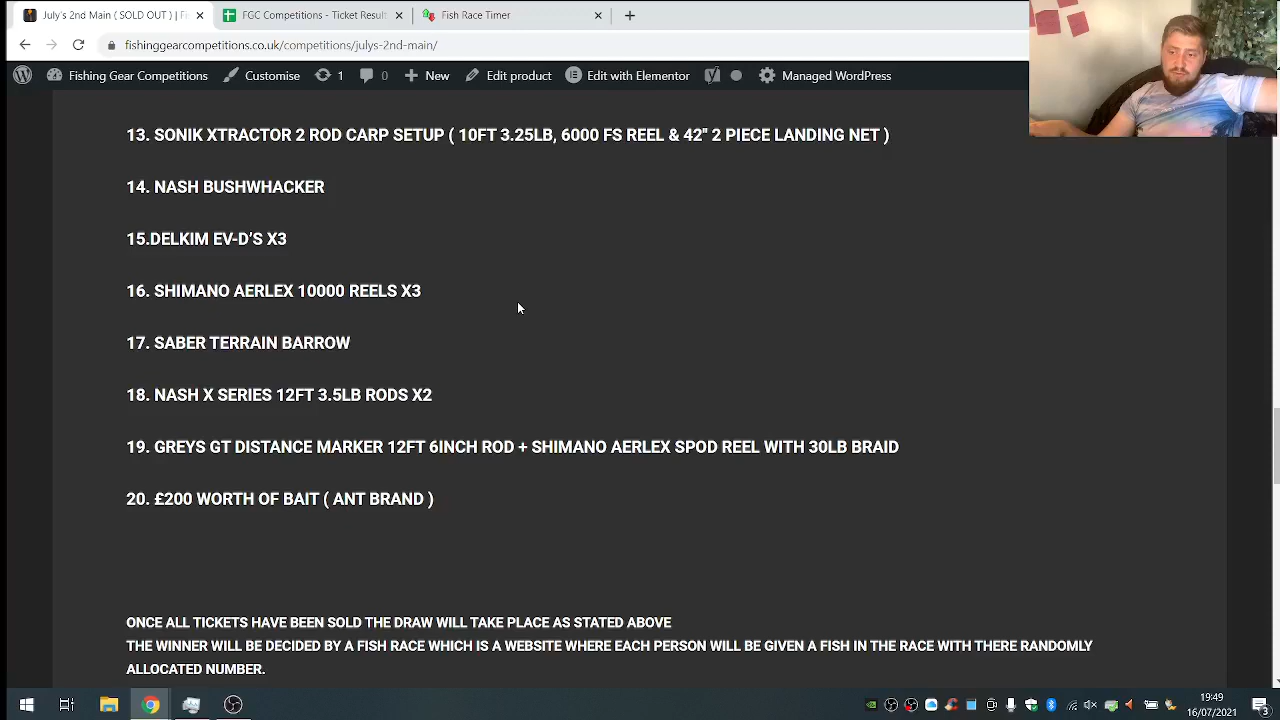 July's 2nd Main ( SOLD OUT ) | Fi
FGC Competitions - Ticket Result
Fish Race Timer
fishinggearcompetitions.co.uk/competitions/julys-2nd-main/
Fishing Gear Competitions Customise 1 0 New Edit product Edit with Elementor Managed WordPress
13. SONIK XTRACTOR 2 ROD CARP SETUP ( 10FT 3.25LB, 6000 FS REEL & 42″ 2 PIECE LANDING NET )
14. NASH BUSHWHACKER
15.DELKIM EV-D'S X3
16. SHIMANO AERLEX 10000 REELS X3
17. SABER TERRAIN BARROW
18. NASH X SERIES 12FT 3.5LB RODS X2
19. GREYS GT DISTANCE MARKER 12FT 6INCH ROD + SHIMANO AERLEX SPOD REEL WITH 30LB BRAID
20. £200 WORTH OF BAIT ( ANT BRAND )
ONCE ALL TICKETS HAVE BEEN SOLD THE DRAW WILL TAKE PLACE AS STATED ABOVE
THE WINNER WILL BE DECIDED BY A FISH RACE WHICH IS A WEBSITE WHERE EACH PERSON WILL BE GIVEN A FISH IN THE RACE WITH THERE RANDOMLY
ALLOCATED NUMBER.
19:49
16/07/2021
3